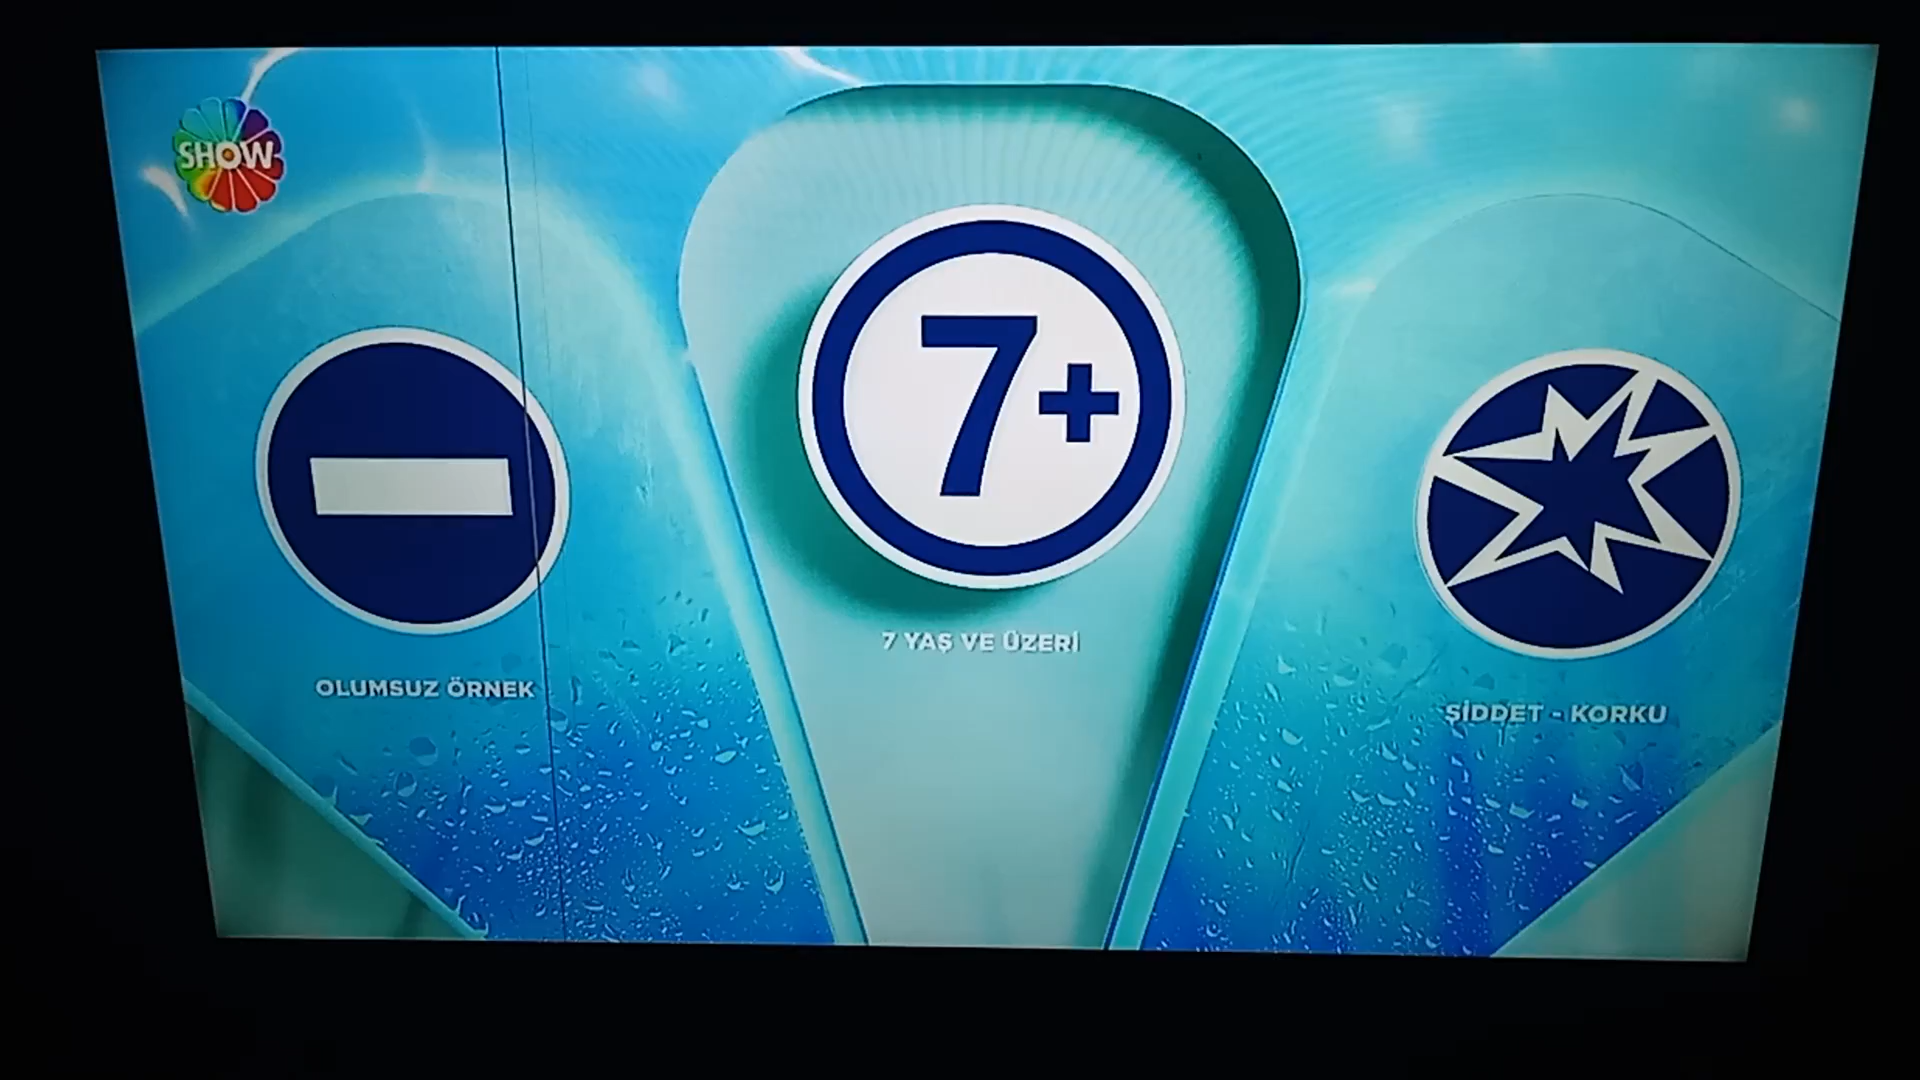 SHOW
7+
7 YAŞ VE ÜZERİ
OLUMSUZ ÖRNEK
ŞİDDET - KORKU